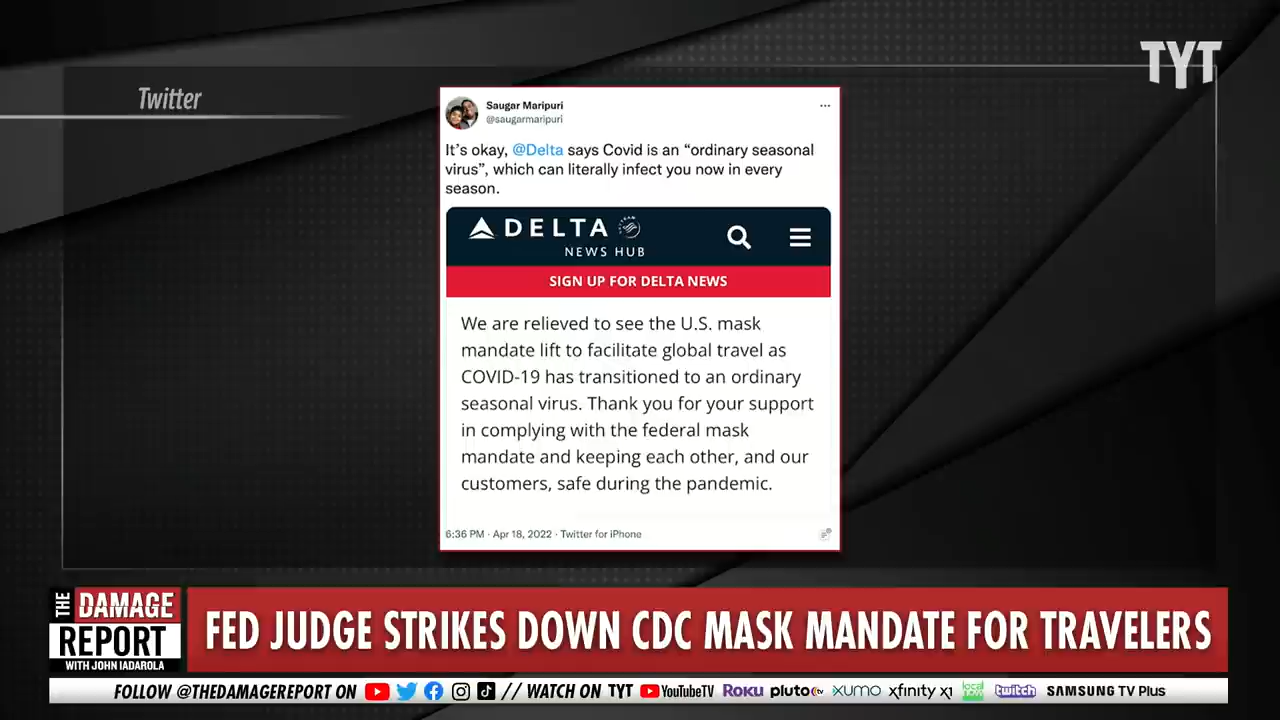 TYT
Twitter
Saugar Maripuri
@saugarmaripuri
It's okay, @Delta says Covid is an “ordinary seasonal
virus”, which can literally infect you now in every
season.
DELTA
NEWS HUB
SIGN UP FOR DELTA NEWS
We are relieved to see the U.S. mask
mandate lift to facilitate global travel as
COVID-19 has transitioned to an ordinary
seasonal virus. Thank you for your support
in complying with the federal mask
mandate and keeping each other, and our
customers, safe during the pandemic.
6:36 PM · Apr 18, 2022 · Twitter for iPhone
THE DAMAGE
REPORT
WITH JOHN IADAROLA
FED JUDGE STRIKES DOWN CDC MASK MANDATE FOR TRAVELERS
FOLLOW @THEDAMAGEREPORT ON // WATCH ON TYT YouTubeTV ROKU pluto tv XUMO xfinity x1 local now twitch SAMSUNG TV Plus